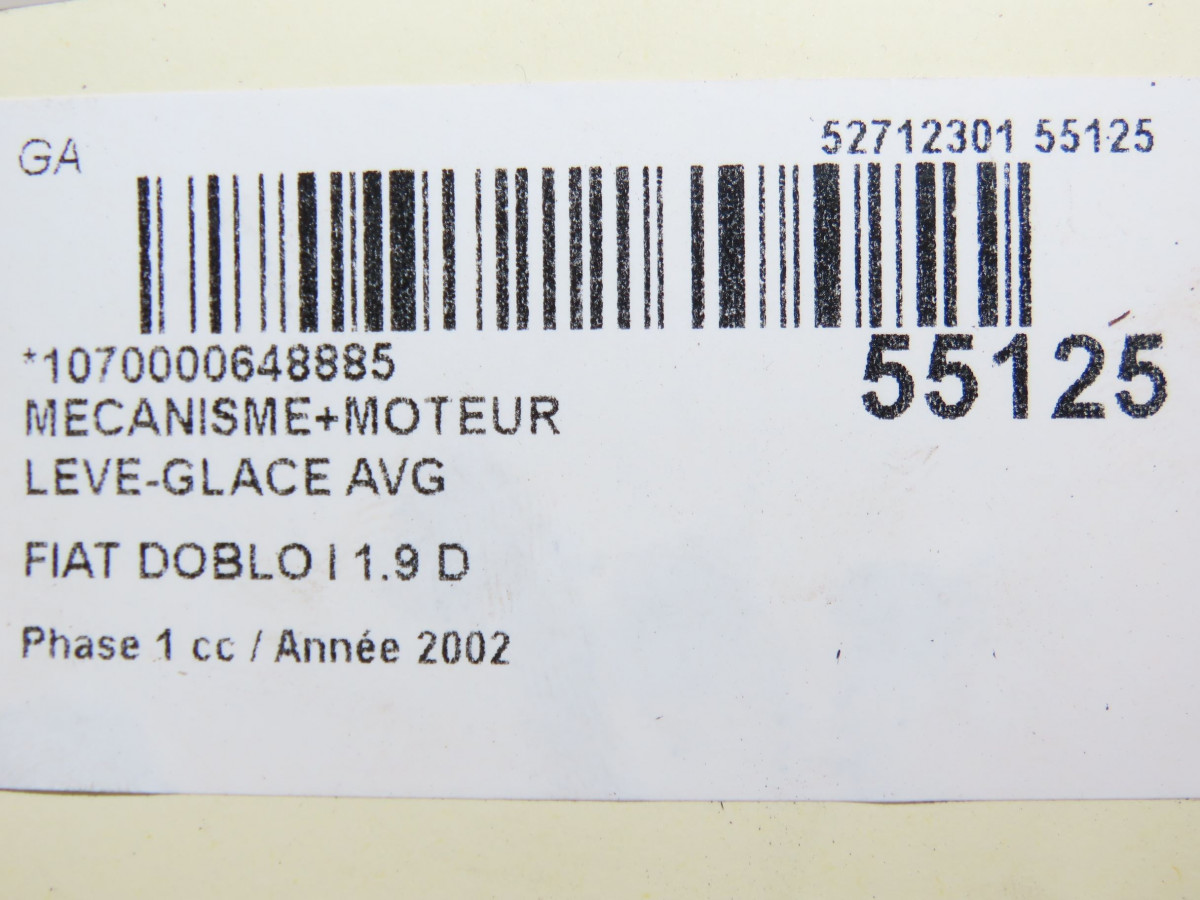 GA
52712301 55125
*1070000648885
55125
MECANISME+MOTEUR
LEVE-GLACE AVG
FIAT DOBLO I 1.9 D
Phase 1 cc / Année 2002